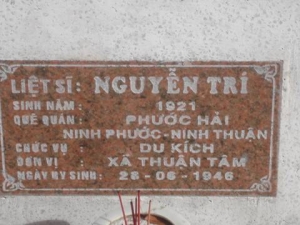 LIỆT SĨ: NGUYỄN TRÍ
SINH NĂM : 1921
QUÊ QUÁN : PHƯỚC HẢI
NINH PHƯỚC-NINH THUẬN
CHỨC VỤ : DU KÍCH
ĐƠN VỊ : XÃ THUẬN TÂM
NGÀY HY SINH: 28-06-1946